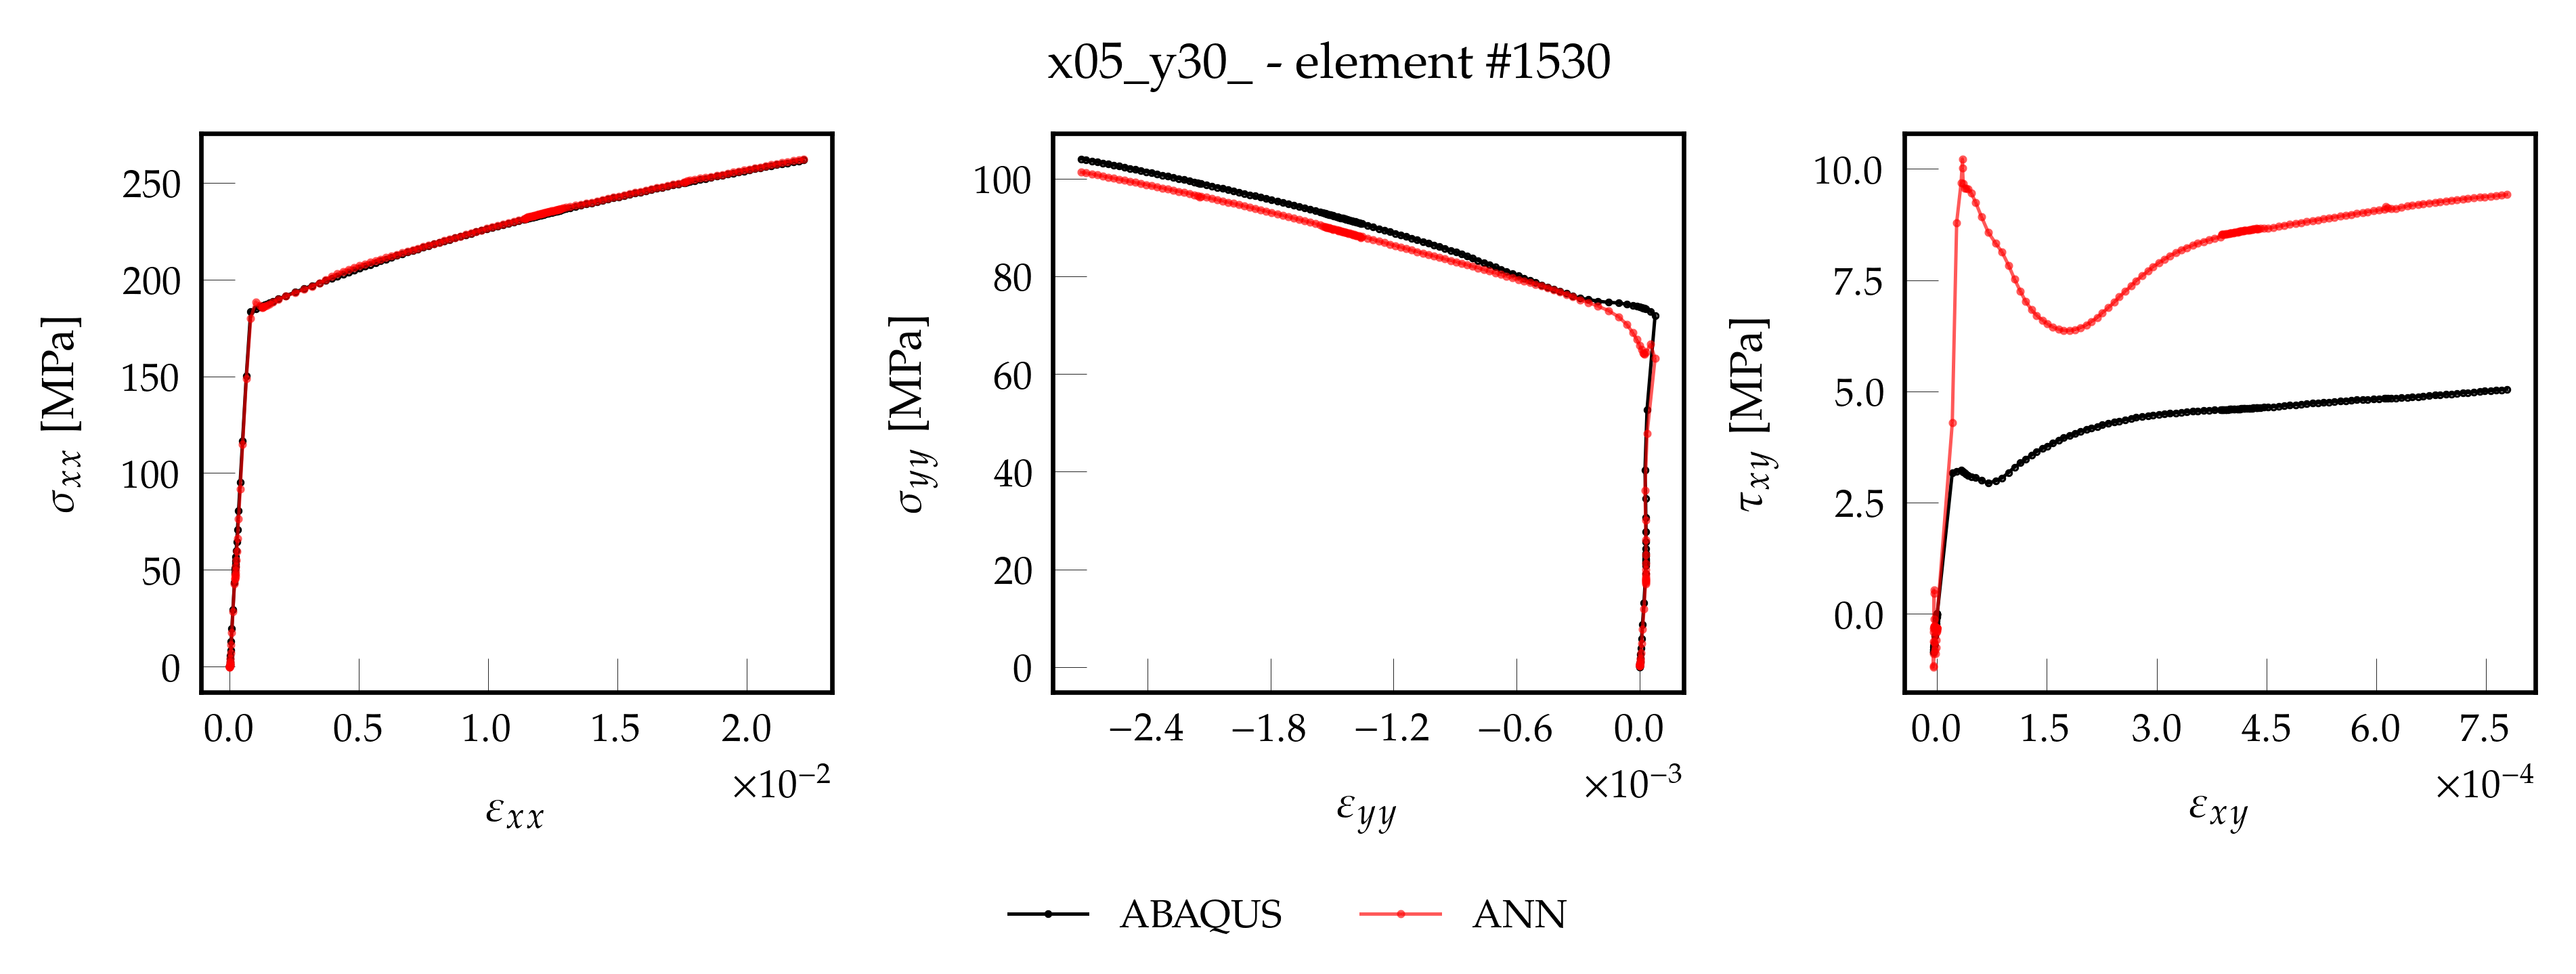 x05_y30_ - element #1530
250
200
150
100
50
0
σxx [MPa]
0.0 0.5 1.0 1.5 2.0
×10−2
εxx
100
80
60
40
20
0
σyy [MPa]
−2.4 −1.8 −1.2 −0.6 0.0
×10−3
εyy
10.0
7.5
5.0
2.5
0.0
τxy [MPa]
0.0 1.5 3.0 4.5 6.0 7.5
×10−4
εxy
ABAQUS ANN